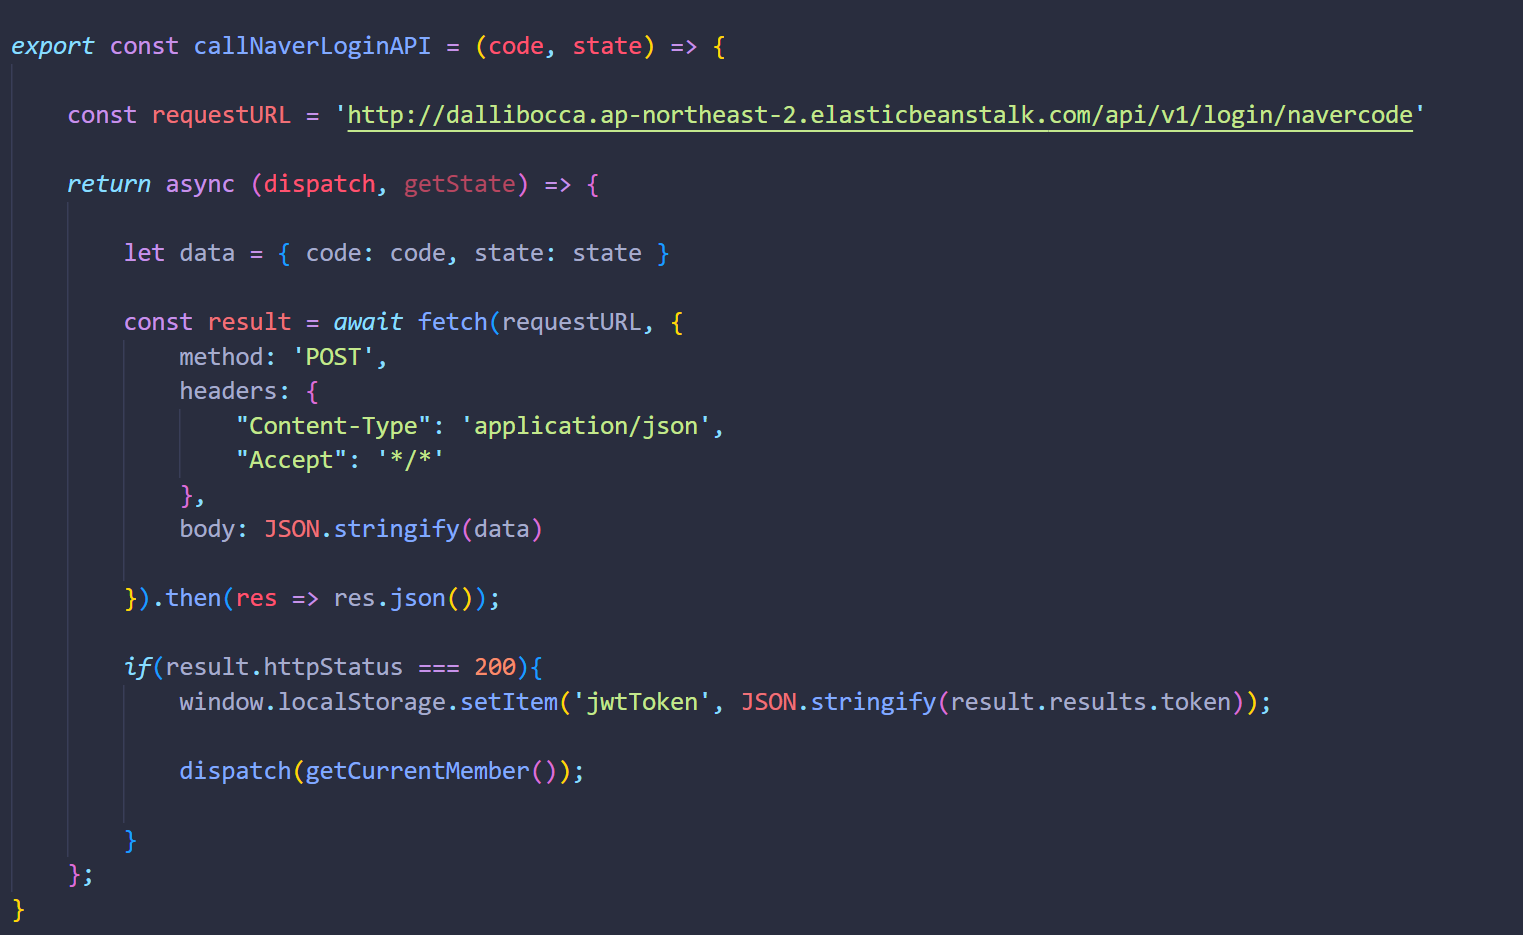 export const callNaverLoginAPI = (code, state) => {
const requestURL = 'http://dallibocca.ap-northeast-2.elasticbeanstalk.com/api/v1/login/navercode'
return async (dispatch, getState) => {
let data = { code: code, state: state }
const result = await fetch(requestURL, {
method: 'POST',
headers: {
"Content-Type": 'application/json',
"Accept": '*/*'
},
body: JSON.stringify(data)
}).then(res => res.json());
if(result.httpStatus === 200){
window.localStorage.setItem('jwtToken', JSON.stringify(result.results.token));
dispatch(getCurrentMember());
}
};
}